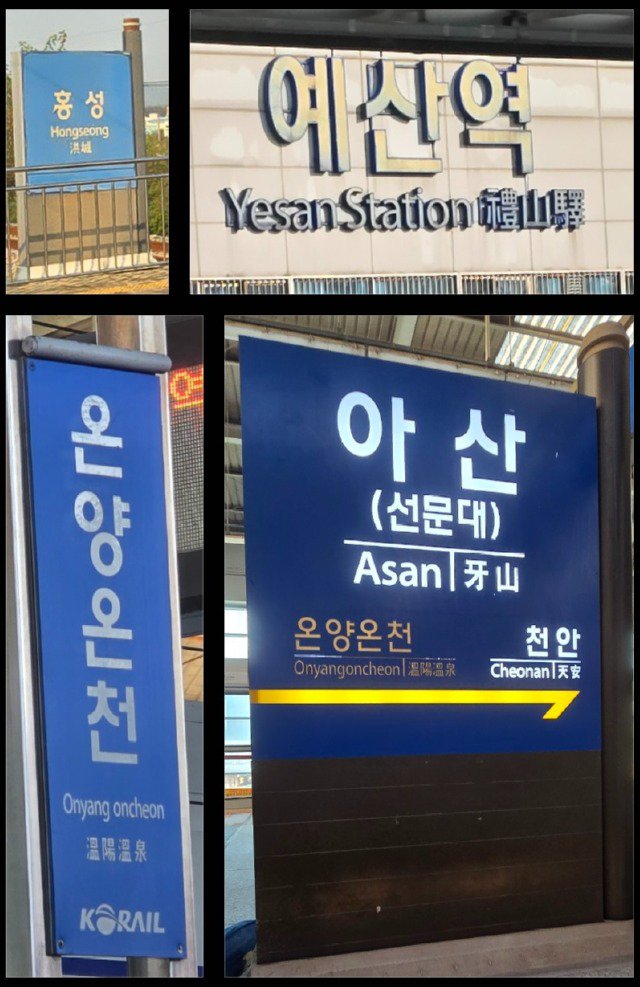 홍성
Hongseong
洪城
예산역
Yesan Station 禮山驛
온양온천
Onyang oncheon
溫陽溫泉
KORAIL
아산
(선문대)
Asan 牙山
온양온천
Onyangoncheon 溫陽溫泉
천안
Cheonan 天安